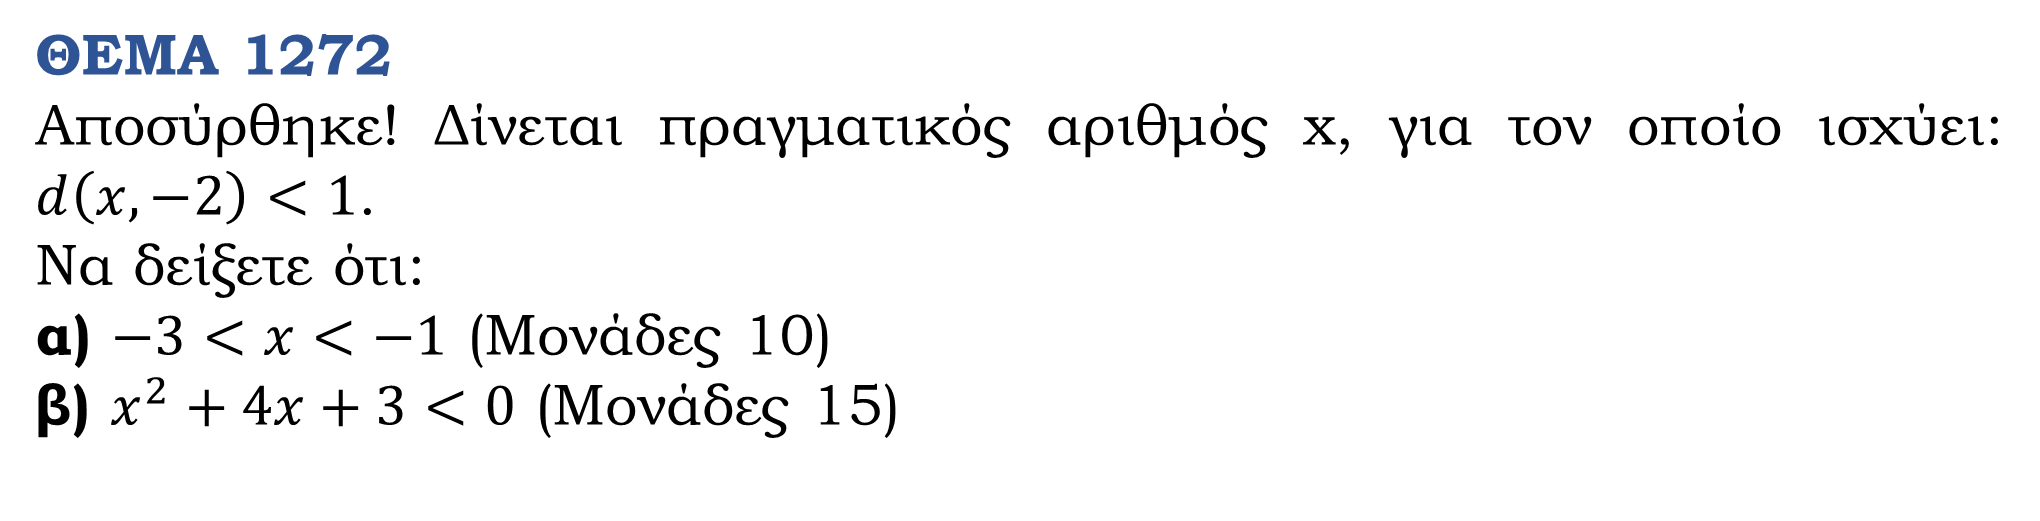 ΘΕΜΑ 1272
Αποσύρθηκε! Δίνεται πραγματικός αριθμός x, για τον οποίο ισχύει:
d(x, −2) < 1.
Να δείξετε ότι:
α) −3 < x < −1 (Μονάδες 10)
β) x² + 4x + 3 < 0 (Μονάδες 15)